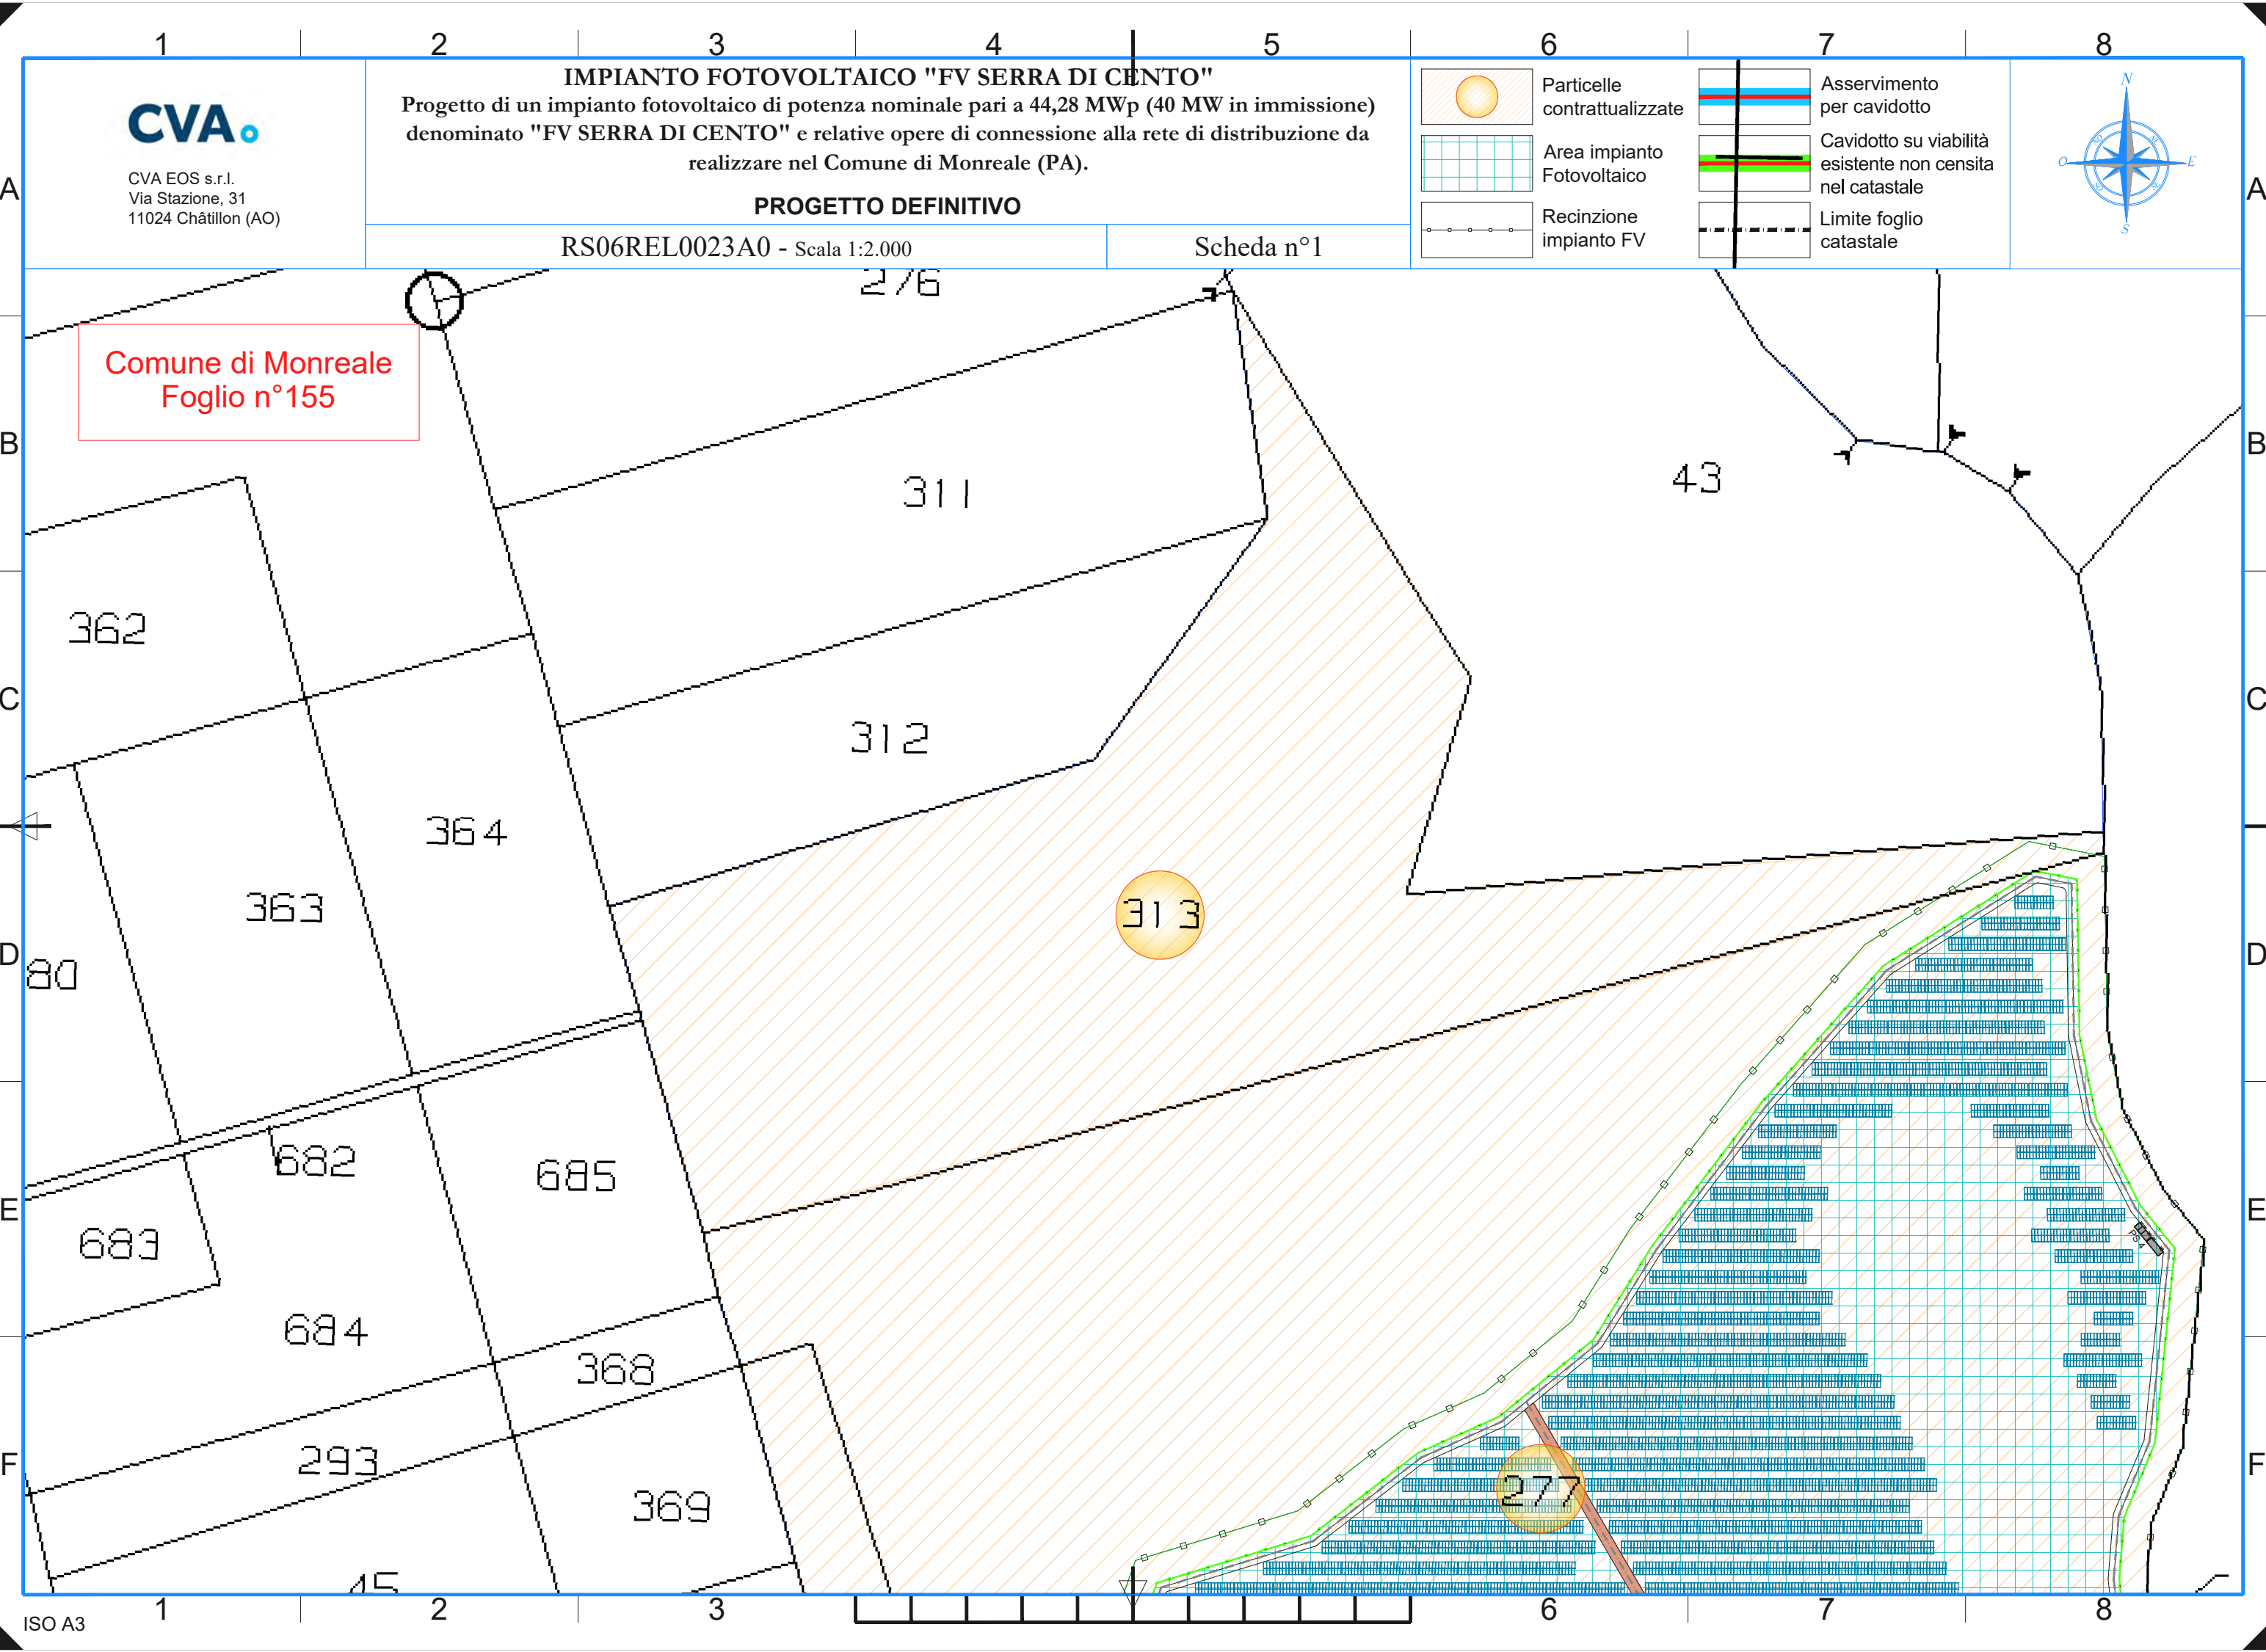 1 2 3 4 5 6 7 8
CVA
CVA EOS s.r.l.
Via Stazione, 31
11024 Châtillon (AO)
IMPIANTO FOTOVOLTAICO "FV SERRA DI CENTO"
Progetto di un impianto fotovoltaico di potenza nominale pari a 44,28 MWp (40 MW in immissione)
denominato "FV SERRA DI CENTO" e relative opere di connessione alla rete di distribuzione da
realizzare nel Comune di Monreale (PA).
PROGETTO DEFINITIVO
RS06REL0023A0 - Scala 1:2.000
Scheda n°1
Particelle
contrattualizzate
Area impianto
Fotovoltaico
Recinzione
impianto FV
Asservimento
per cavidotto
Cavidotto su viabilità
esistente non censita
nel catastale
Limite foglio
catastale
N
O E
S
A A
276
Comune di Monreale
Foglio n°155
B B
311
43
362
C C
312
364
363
313
D D
80
682
685
E E
683
PS 4
684
368
293
F F
277
369
45
1 2 3 6 7 8
ISO A3